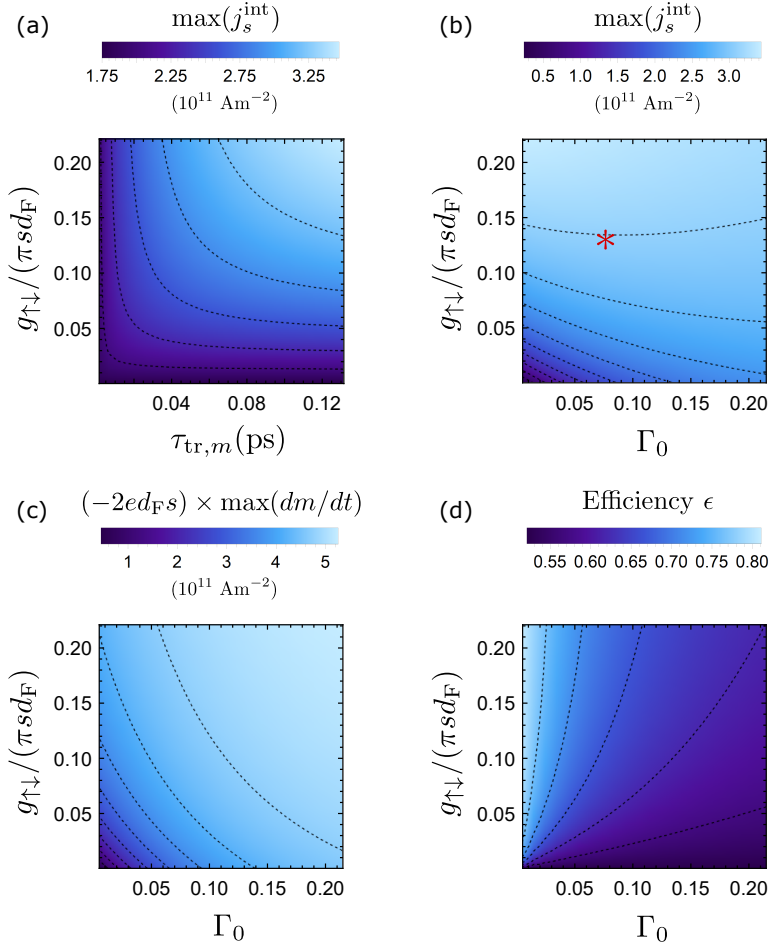 (a) max(j_s^int)
1.75 2.25 2.75 3.25
(10^11 Am^−2)
g↑↓/(πsd_F)
0.20
0.15
0.10
0.05
0.04 0.08 0.12
τ_tr,m(ps)
(b) max(j_s^int)
0.5 1.0 1.5 2.0 2.5 3.0
(10^11 Am^−2)
g↑↓/(πsd_F)
0.20
0.15
0.10
0.05
0.05 0.10 0.15 0.20
Γ_0
(c) (−2ed_Fs) × max(dm/dt)
1 2 3 4 5
(10^11 Am^−2)
g↑↓/(πsd_F)
0.20
0.15
0.10
0.05
0.05 0.10 0.15 0.20
Γ_0
(d) Efficiency ϵ
0.55 0.60 0.65 0.70 0.75 0.80
g↑↓/(πsd_F)
0.20
0.15
0.10
0.05
0.05 0.10 0.15 0.20
Γ_0